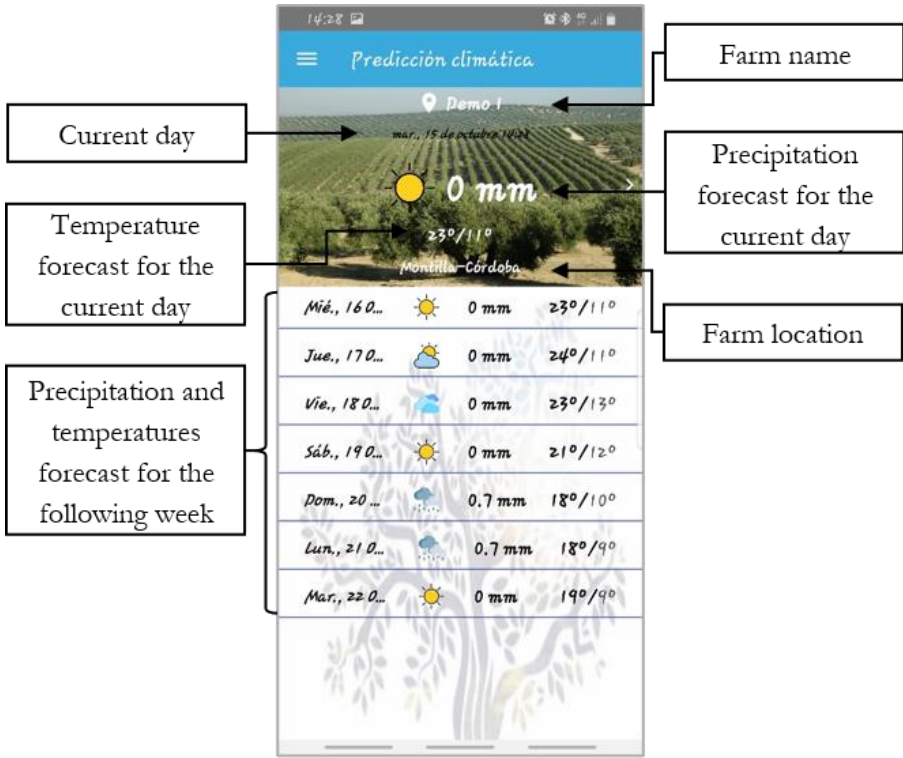 14:28
Predicción climática
Demo 1
mar., 15 de octubre 14:28
0 mm
23º/11º
Montilla-Córdoba
Mié., 16 O... 0 mm 23º/11º
Jue., 17 O... 0 mm 24º/11º
Vie., 18 O... 0 mm 23º/13º
Sáb., 19 O... 0 mm 21º/12º
Dom., 20 ... 0.7 mm 18º/10º
Lun., 21 O... 0.7 mm 18º/9º
Mar., 22 O... 0 mm 19º/9º
Current day
Temperature
forecast for the
current day
Precipitation and
temperatures
forecast for the
following week
Farm name
Precipitation
forecast for the
current day
Farm location